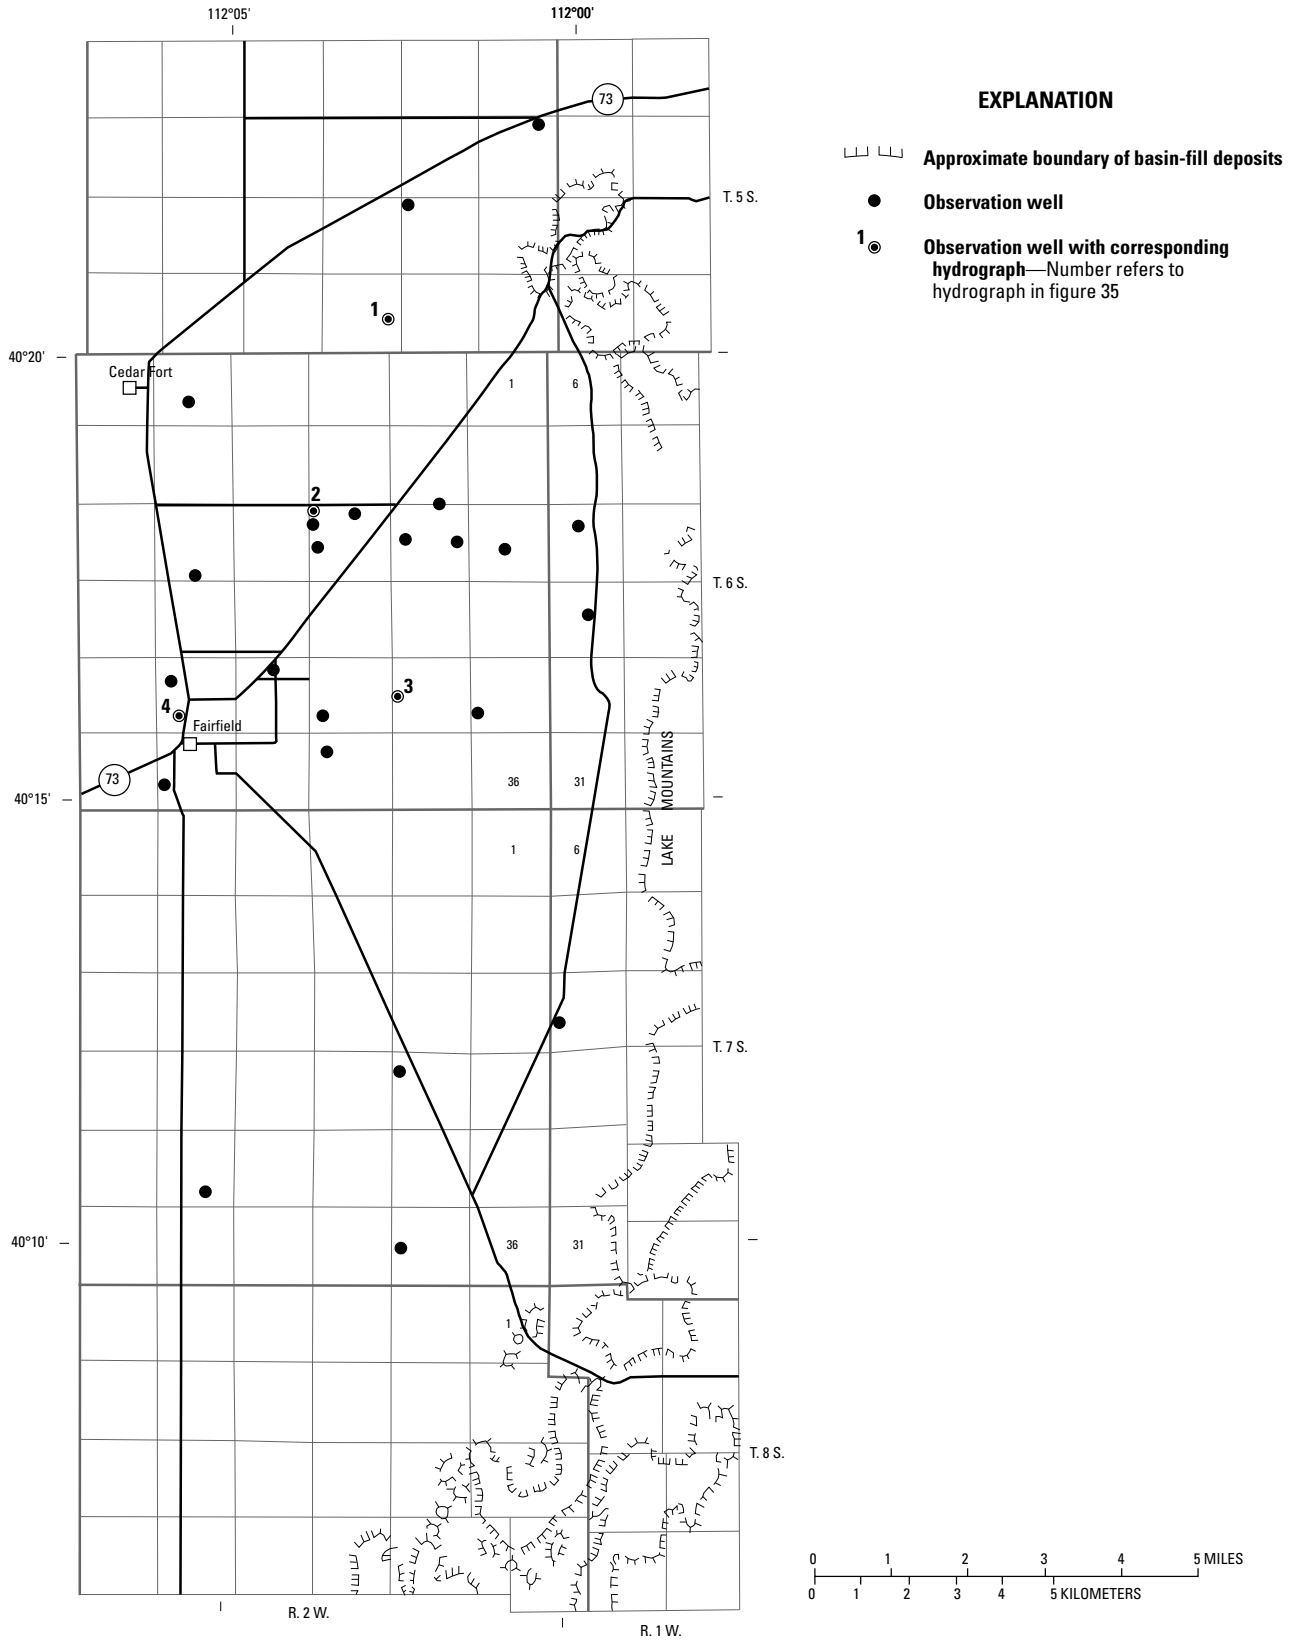 112°05'
112°00'
73
EXPLANATION
Approximate boundary of basin-fill deposits
T. 5 S.
Observation well
1
Observation well with corresponding
hydrograph—Number refers to
hydrograph in figure 35
1
40°20'
Cedar Fort
1
6
2
T. 6 S.
3
4
Fairfield
73
36
31
40°15'
LAKE MOUNTAINS
1
6
T. 7 S.
40°10'
36
31
1
T. 8 S.
0
1
2
3
4
5 MILES
0
1
2
3
4
5 KILOMETERS
R. 2 W.
R. 1 W.